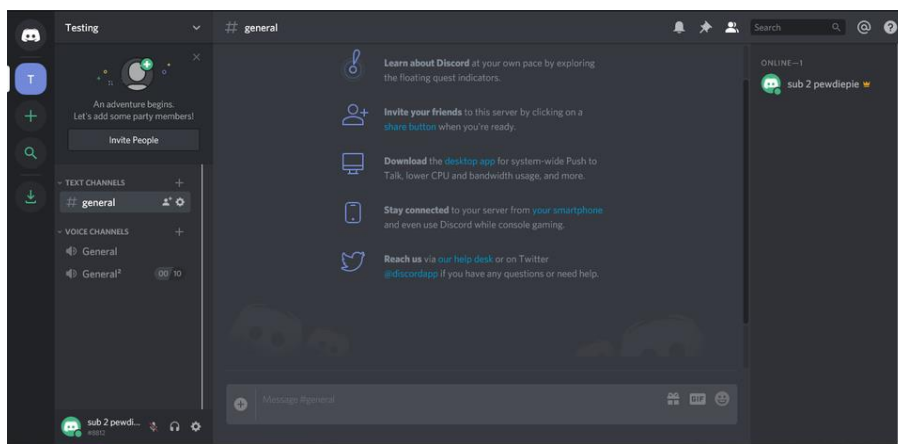 Testing
# general
Search
T
An adventure begins.
Let's add some party members!
Invite People
TEXT CHANNELS
# general
VOICE CHANNELS
General
General²
00 10
sub 2 pewdi...
#8812
Learn about Discord at your own pace by exploring
the floating quest indicators.
Invite your friends to this server by clicking on a
share button when you're ready.
Download the desktop app for system-wide Push to
Talk, lower CPU and bandwidth usage, and more.
Stay connected to your server from your smartphone
and even use Discord while console gaming.
Reach us via our help desk or on Twitter
@discordapp if you have any questions or need help.
Message #general
GIF
ONLINE—1
sub 2 pewdiepie